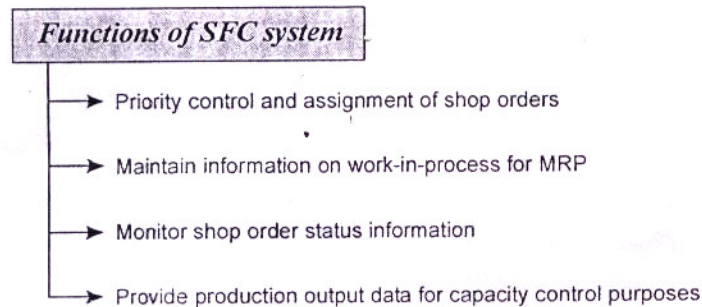 Functions of SFC system
Priority control and assignment of shop orders
Maintain information on work-in-process for MRP
Monitor shop order status information
Provide production output data for capacity control purposes